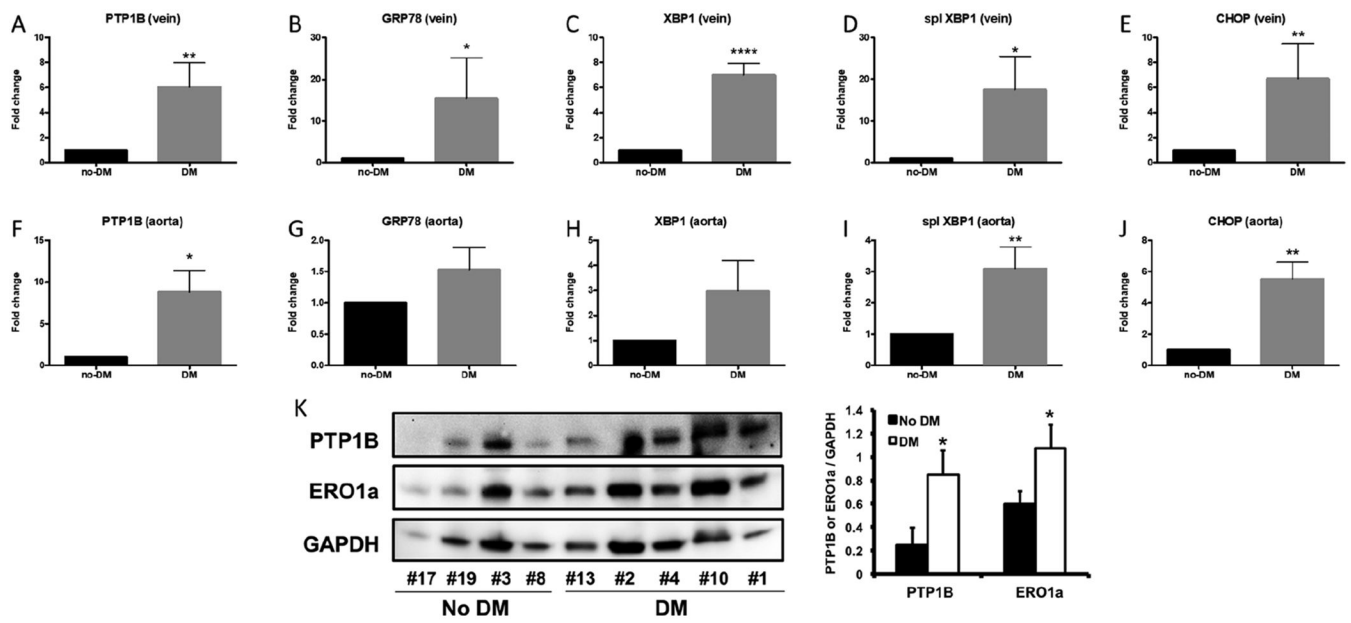 A
PTP1B (vein)
Fold change
10
8
6
4
2
0
**
no-DM
DM
B
GRP78 (vein)
Fold change
30
20
10
0
*
no-DM
DM
C
XBP1 (vein)
Fold change
10
8
6
4
2
0
****
no-DM
DM
D
spl XBP1 (vein)
Fold change
30
20
10
0
*
no-DM
DM
E
CHOP (vein)
Fold change
10
8
6
4
2
0
**
no-DM
DM
F
PTP1B (aorta)
Fold change
15
10
5
0
*
no-DM
DM
G
GRP78 (aorta)
Fold change
2.0
1.5
1.0
0.5
0.0
no-DM
DM
H
XBP1 (aorta)
Fold change
5
4
3
2
1
0
no-DM
DM
I
spl XBP1 (aorta)
Fold change
4
3
2
1
0
**
no-DM
DM
J
CHOP (aorta)
Fold change
8
6
4
2
0
**
no-DM
DM
K
PTP1B
ERO1a
GAPDH
#17 #19 #3 #8 #13 #2 #4 #10 #1
No DM DM
PTP1B or ERO1a / GAPDH
1.4
1.2
1
0.8
0.6
0.4
0.2
0
No DM
DM
*
*
PTP1B ERO1a